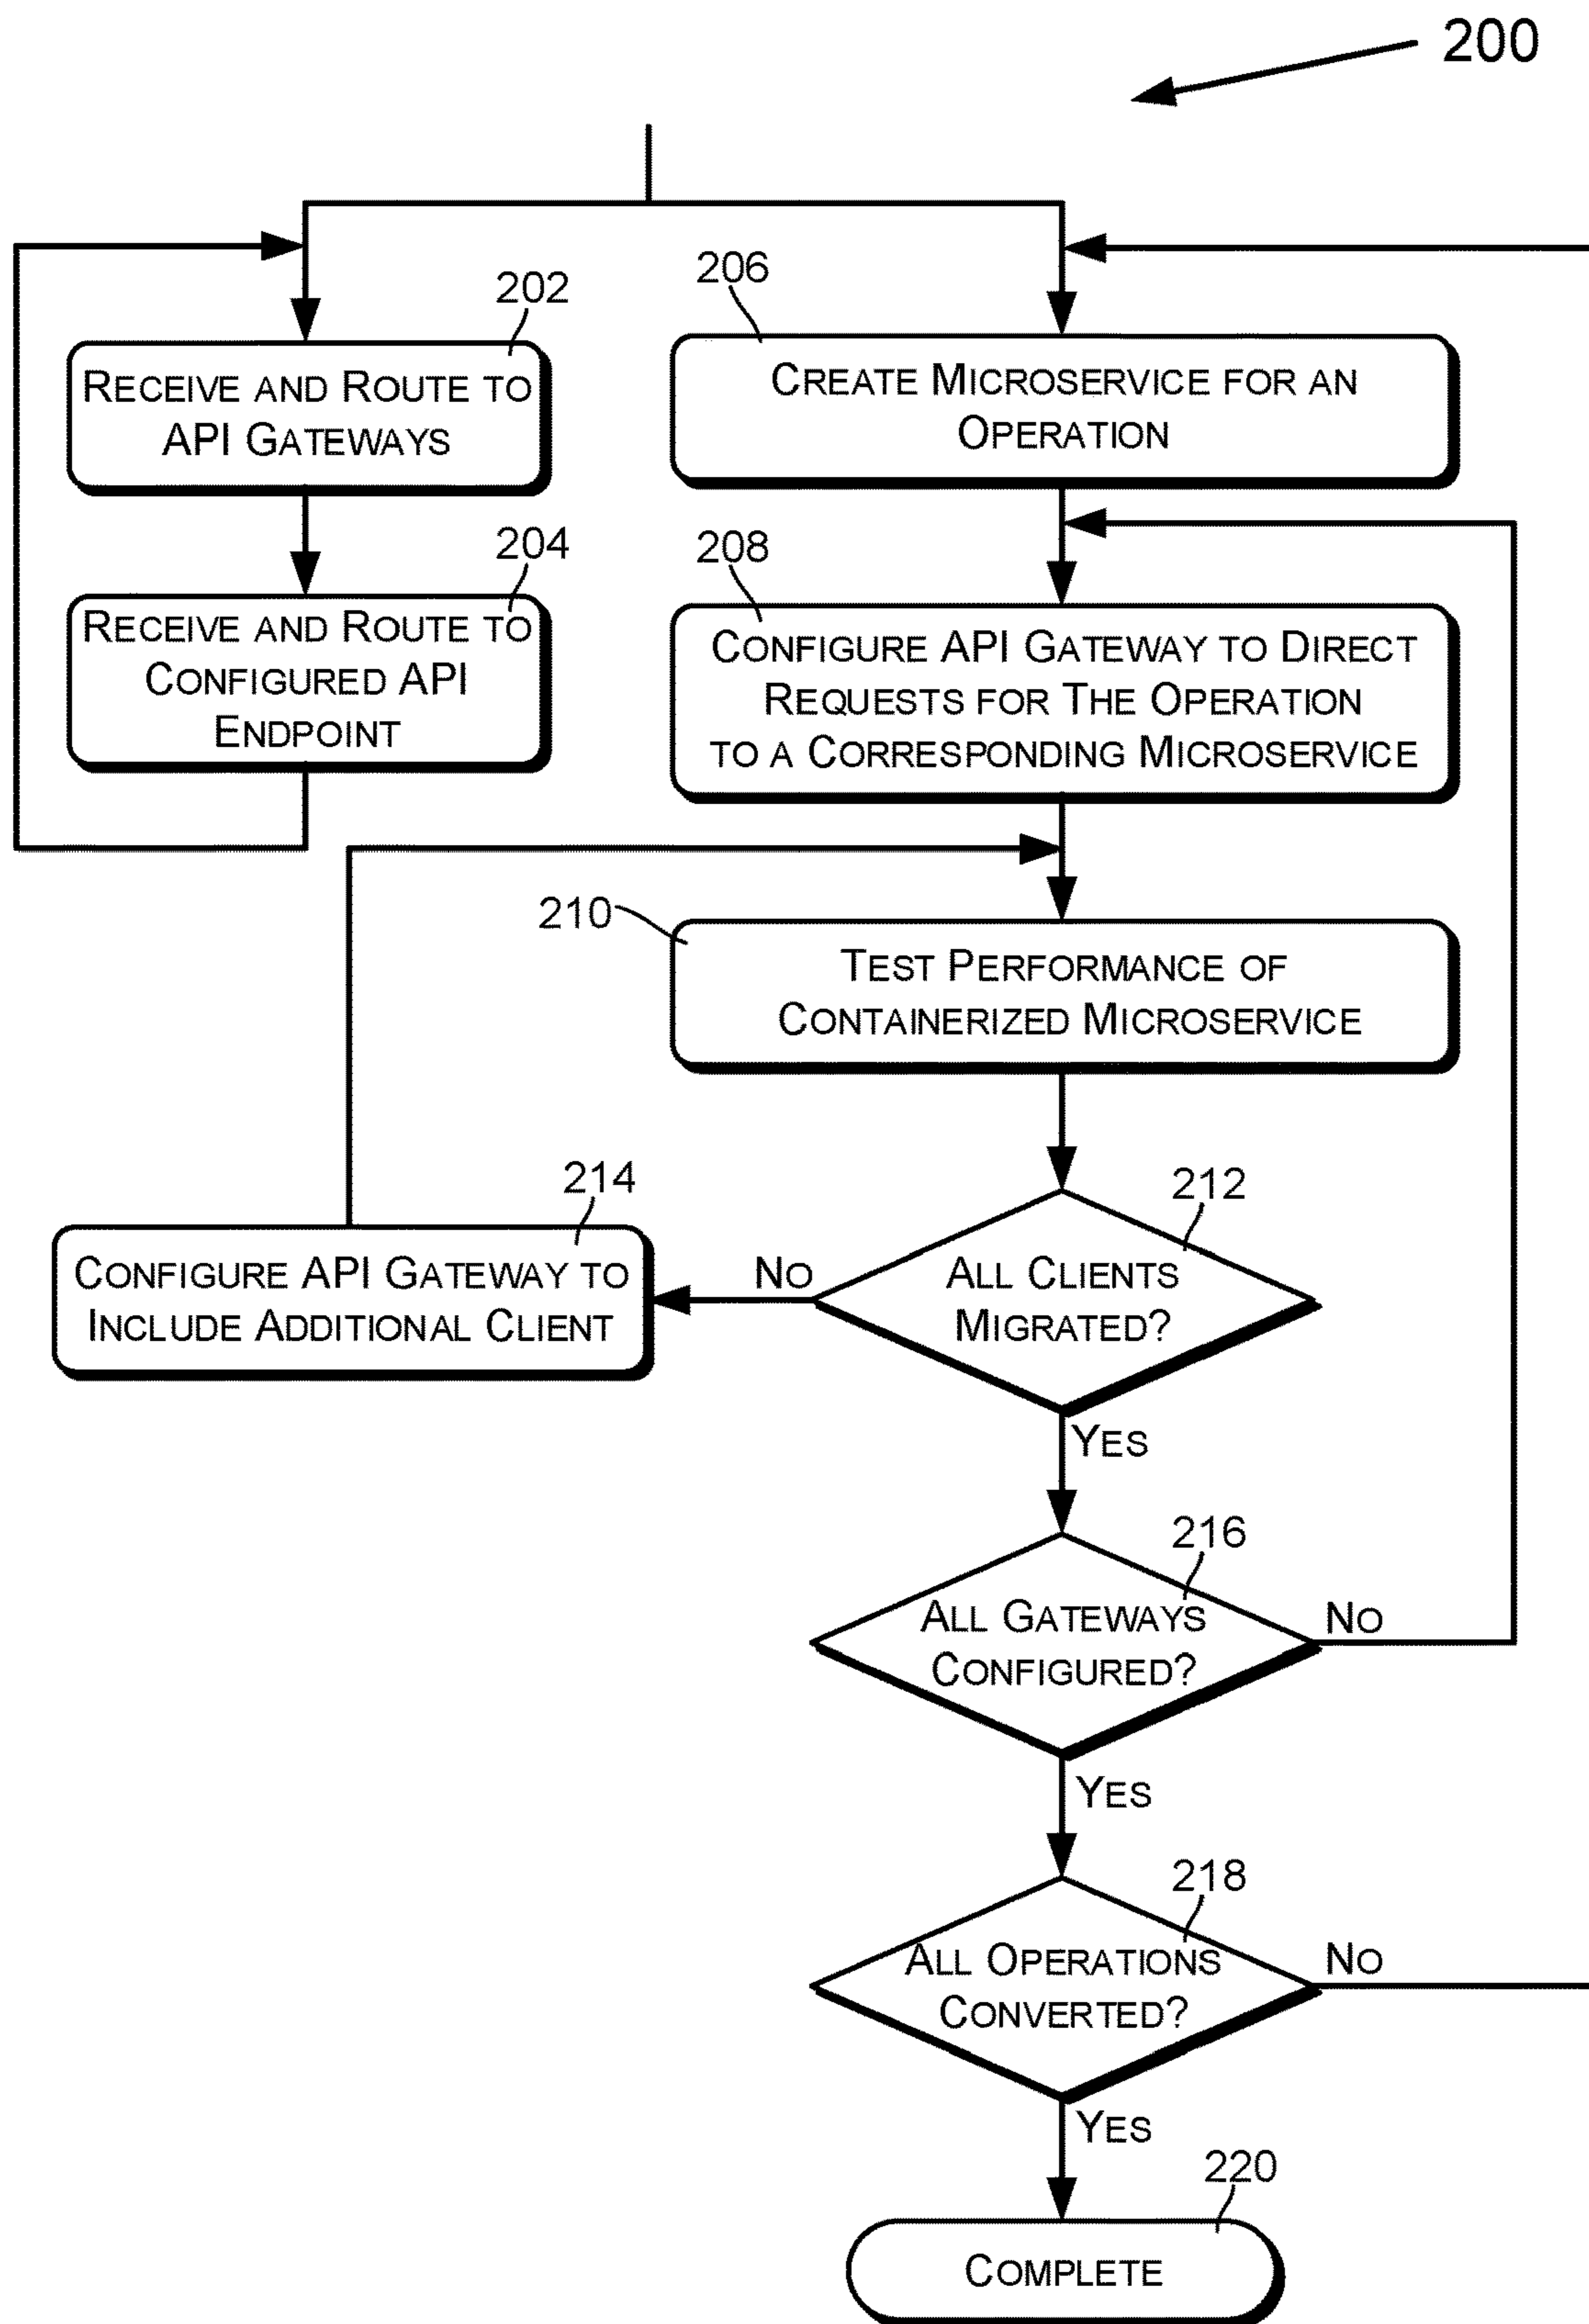 200
202
RECEIVE AND ROUTE TO
API GATEWAYS
204
RECEIVE AND ROUTE TO
CONFIGURED API
ENDPOINT
206
CREATE MICROSERVICE FOR AN
OPERATION
208
CONFIGURE API GATEWAY TO DIRECT
REQUESTS FOR THE OPERATION
TO A CORRESPONDING MICROSERVICE
210
TEST PERFORMANCE OF
CONTAINERIZED MICROSERVICE
212
ALL CLIENTS
MIGRATED?
NO
214
CONFIGURE API GATEWAY TO
INCLUDE ADDITIONAL CLIENT
YES
216
ALL GATEWAYS
CONFIGURED?
NO
YES
218
ALL OPERATIONS
CONVERTED?
NO
YES
220
COMPLETE